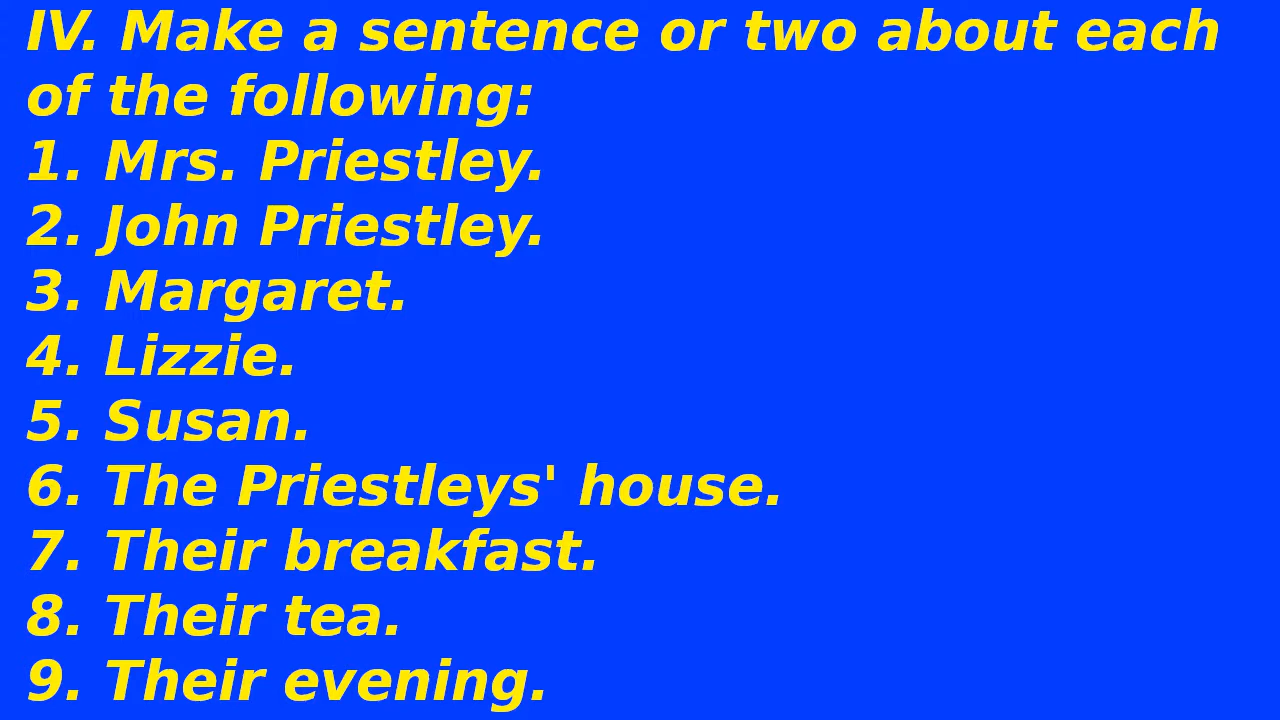 IV. Make a sentence or two about each
of the following:
1. Mrs. Priestley.
2. John Priestley.
3. Margaret.
4. Lizzie.
5. Susan.
6. The Priestleys' house.
7. Their breakfast.
8. Their tea.
9. Their evening.